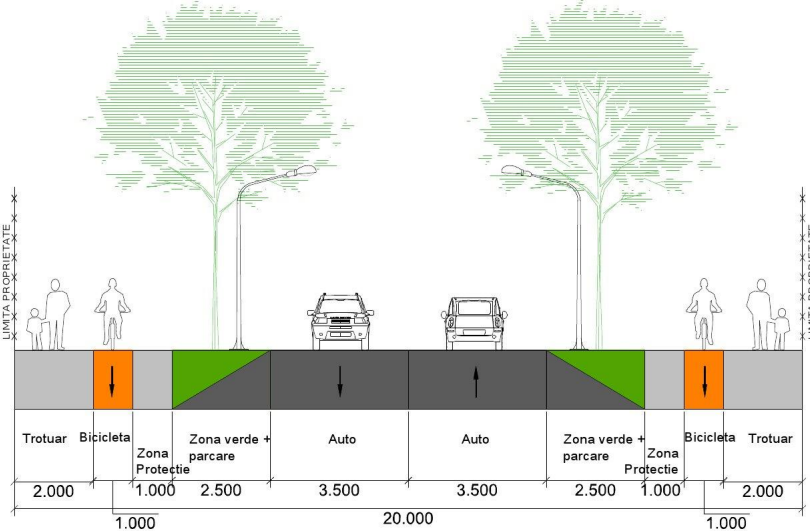 LIMITA PROPRIETATE
Trotuar
Bicicleta
Zona
Protectie
Zona verde +
parcare
Auto
Auto
Zona verde +
parcare
Zona
Protectie
Bicicleta
Trotuar
2.000
1.000
2.500
3.500
3.500
2.500
1.000
2.000
1.000
20.000
1.000